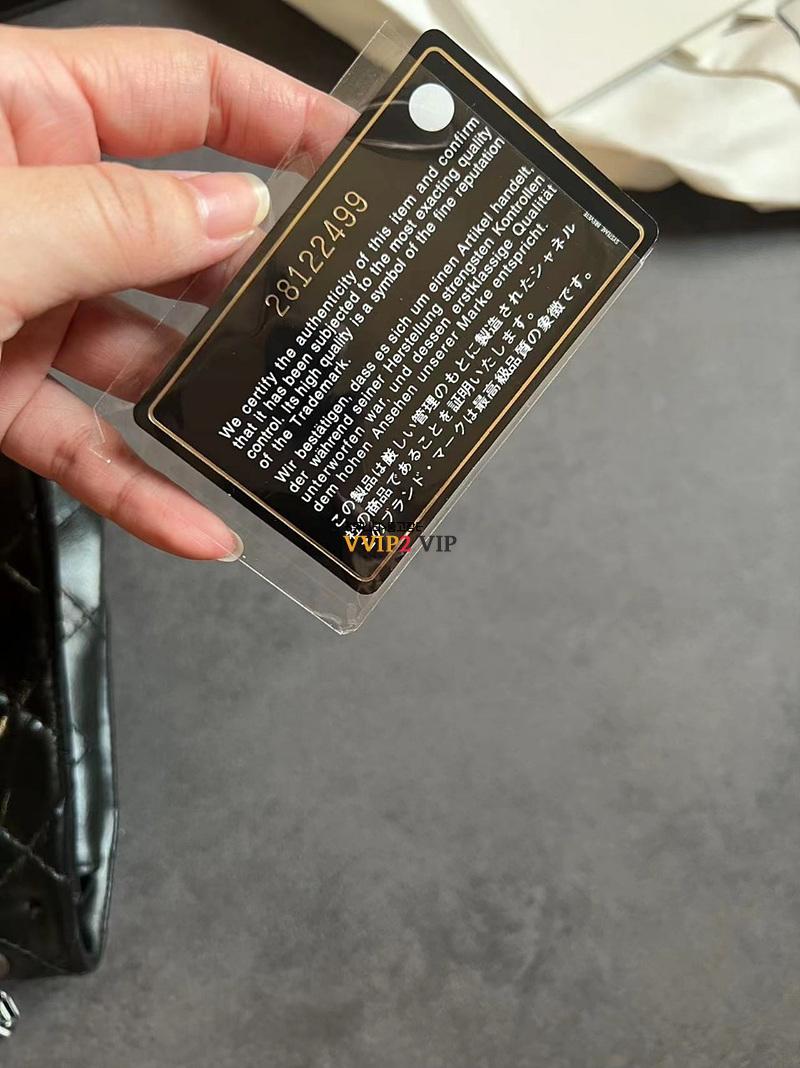 28122499
We certify the authenticity of this item and confirm
that it has been subjected to the most exacting quality
control. Its high quality is a symbol of the fine reputation
of the Trademark.
Wir bestätigen, dass es sich um einen Artikel handelt,
der während seiner Herstellung strengsten Kontrollen
unterworfen war, und dessen erstklassige Qualität
dem hohen Ansehen unserer Marke entspricht.
この製品は厳しい管理のもとに製造されたシャネル
社の商品であることを証明いたします。
ブランド・マークは最高級品質の象徴です。
VVIP2 VIP